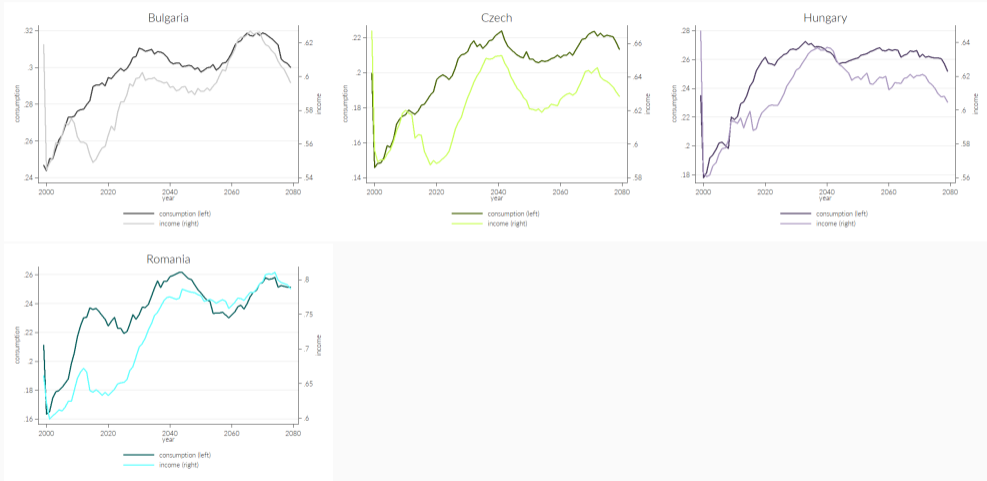 Bulgaria
.32
.3
.28
.26
.24
consumption
.62
.6
.58
.56
.54
income
2000 2020 2040 2060 2080
year
consumption (left)
income (right)
Czech
.22
.2
.18
.16
.14
consumption
.66
.64
.62
.6
.58
income
2000 2020 2040 2060 2080
year
consumption (left)
income (right)
Hungary
.28
.26
.24
.22
.2
.18
consumption
.64
.62
.6
.58
.56
income
2000 2020 2040 2060 2080
year
consumption (left)
income (right)
Romania
.26
.24
.22
.2
.18
.16
consumption
.8
.75
.7
.65
.6
income
2000 2020 2040 2060 2080
year
consumption (left)
income (right)